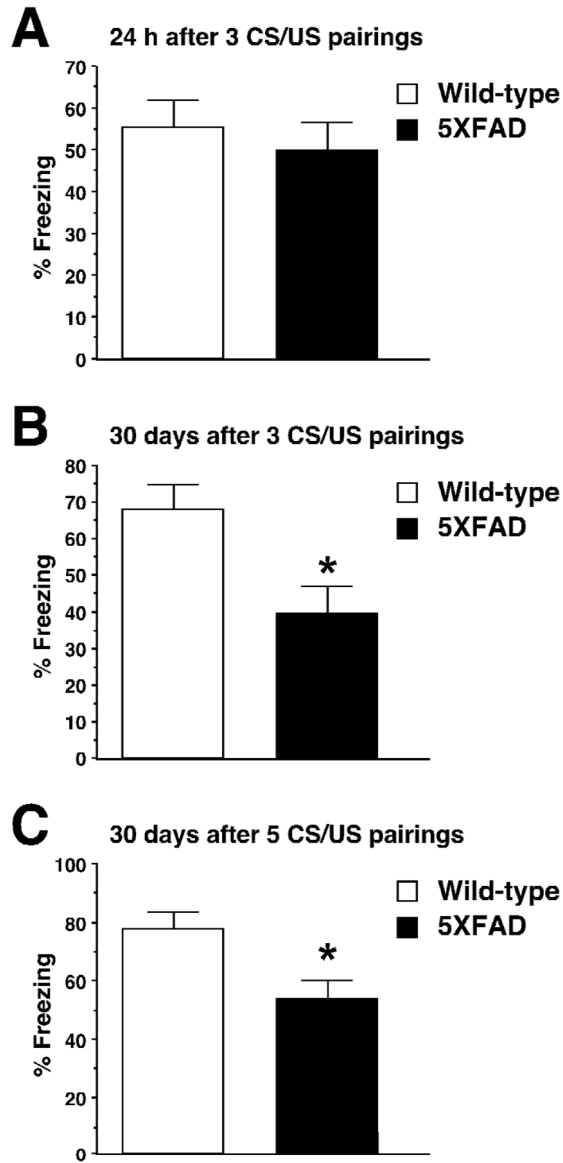 A
24 h after 3 CS/US pairings
70
60
50
40
30
20
10
0
% Freezing
Wild-type
5XFAD
B
30 days after 3 CS/US pairings
80
70
60
50
40
30
20
10
0
% Freezing
Wild-type
5XFAD
*
C
30 days after 5 CS/US pairings
100
80
60
40
20
0
% Freezing
Wild-type
5XFAD
*